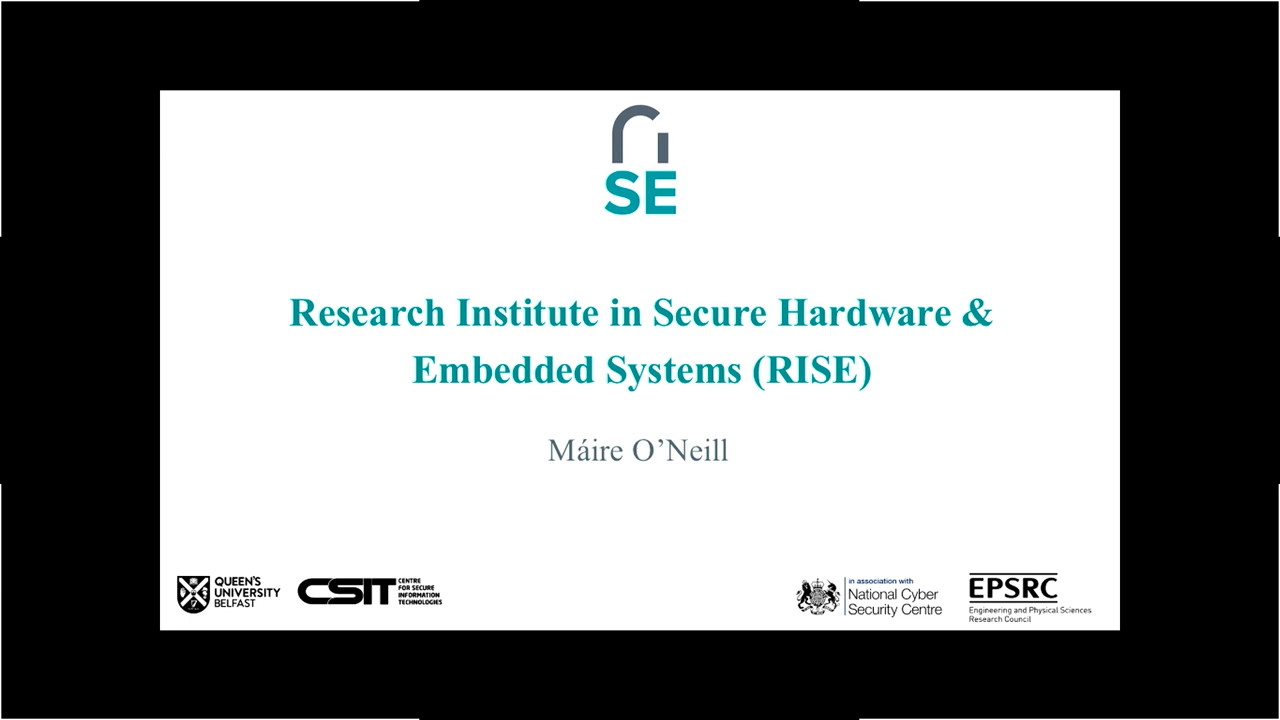 rı
SE
Research Institute in Secure Hardware &
Embedded Systems (RISE)
Máire O’Neill
QUEEN'S
UNIVERSITY
BELFAST
CSIT
CENTRE
FOR SECURE
INFORMATION
TECHNOLOGIES
in association with
National Cyber
Security Centre
EPSRC
Engineering and Physical Sciences
Research Council